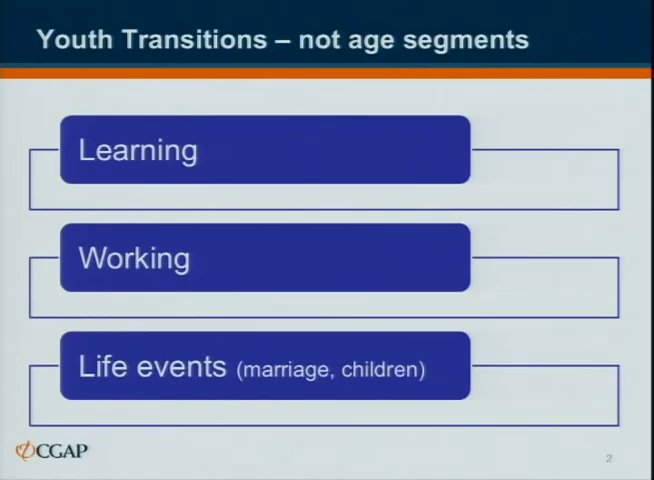 Youth Transitions – not age segments
Learning
Working
Life events (marriage, children)
CGAP
2